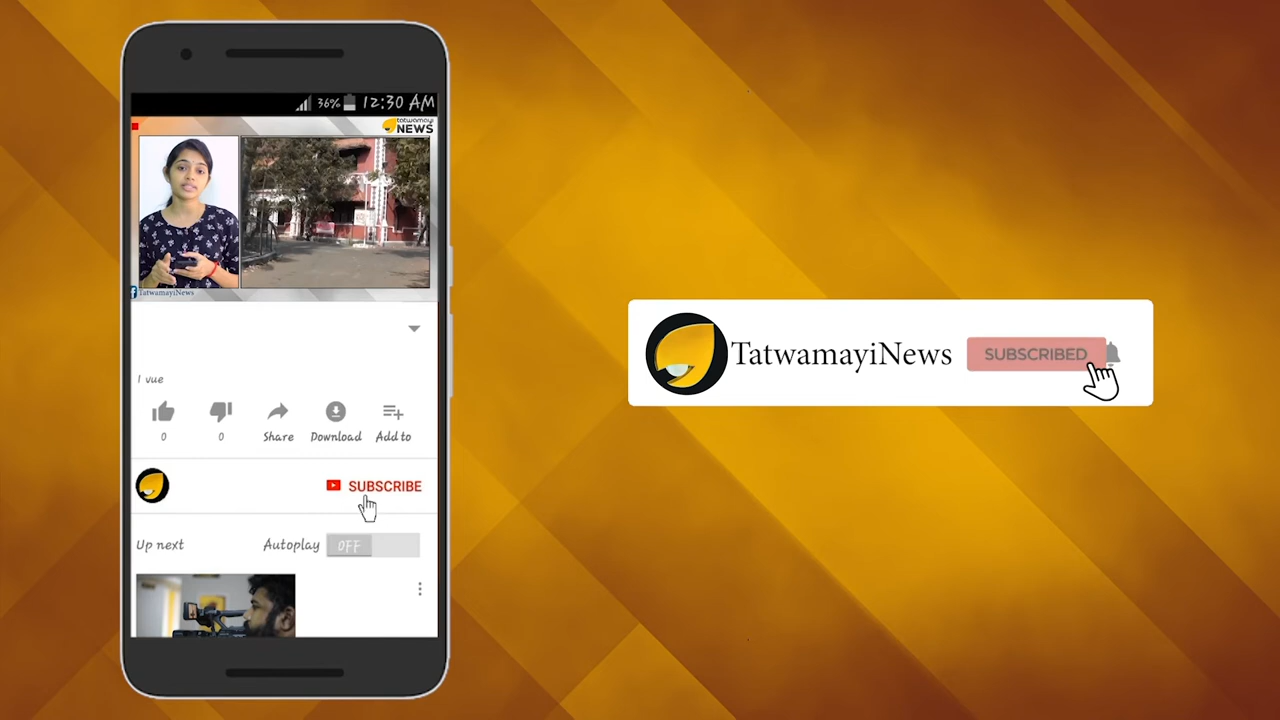 36% 12:30 AM
tatwamayi
NEWS
TatwamayiNews
1 vue
0 0 Share Download Add to
SUBSCRIBE
Up next Autoplay OFF
TatwamayiNews SUBSCRIBED